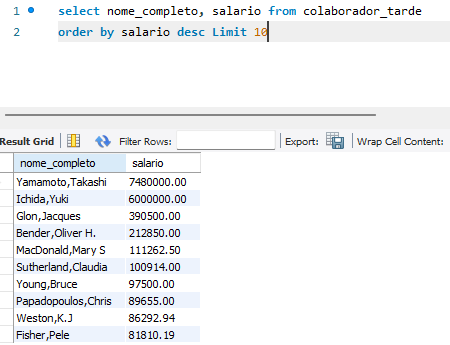 1 select nome_completo, salario from colaborador_tarde
2 order by salario desc Limit 10
Result Grid Filter Rows: Export: Wrap Cell Content:
nome_completo salario
Yamamoto,Takashi 7480000.00
Ichida,Yuki 6000000.00
Glon,Jacques 390500.00
Bender,Oliver H. 212850.00
MacDonald,Mary S 111262.50
Sutherland,Claudia 100914.00
Young,Bruce 97500.00
Papadopoulos,Chris 89655.00
Weston,K.J 86292.94
Fisher,Pele 81810.19